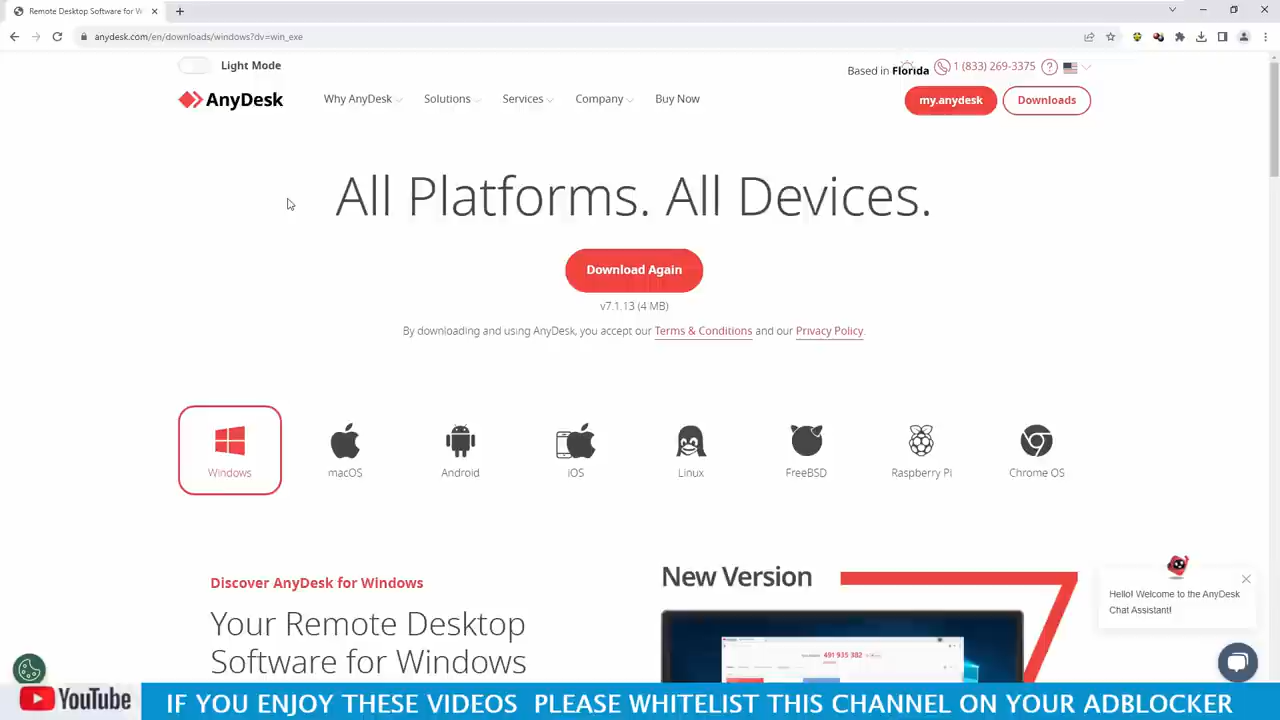 Remote Desktop Software for W
anydesk.com/en/downloads/windows?dv=win_exe
Light Mode
Based in Florida
1 (833) 269-3375
AnyDesk
Why AnyDesk
Solutions
Services
Company
Buy Now
my.anydesk
Downloads
All Platforms. All Devices.
Download Again
v7.1.13 (4 MB)
By downloading and using AnyDesk, you accept our Terms & Conditions and our Privacy Policy.
Windows
macOS
Android
iOS
Linux
FreeBSD
Raspberry Pi
Chrome OS
Discover AnyDesk for Windows
Your Remote Desktop
Software for Windows
New Version
491 935 382
Hello! Welcome to the AnyDesk
Chat Assistant!
YouTube
IF YOU ENJOY THESE VIDEOS PLEASE WHITELIST THIS CHANNEL ON YOUR ADBLOCKER